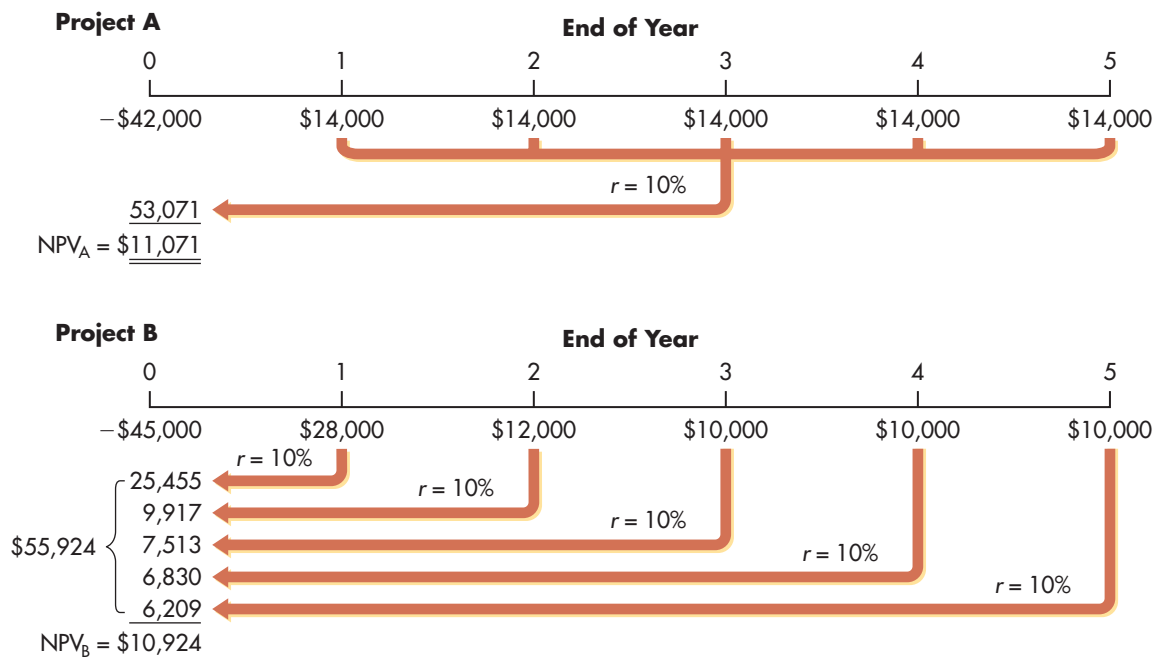 Project A
End of Year
0 1 2 3 4 5
−$42,000 $14,000 $14,000 $14,000 $14,000 $14,000
r = 10%
53,071
NPVA = $11,071
Project B
End of Year
0 1 2 3 4 5
−$45,000 $28,000 $12,000 $10,000 $10,000 $10,000
r = 10%
25,455
r = 10%
9,917
r = 10%
$55,924 7,513
r = 10%
6,830
r = 10%
6,209
NPVB = $10,924